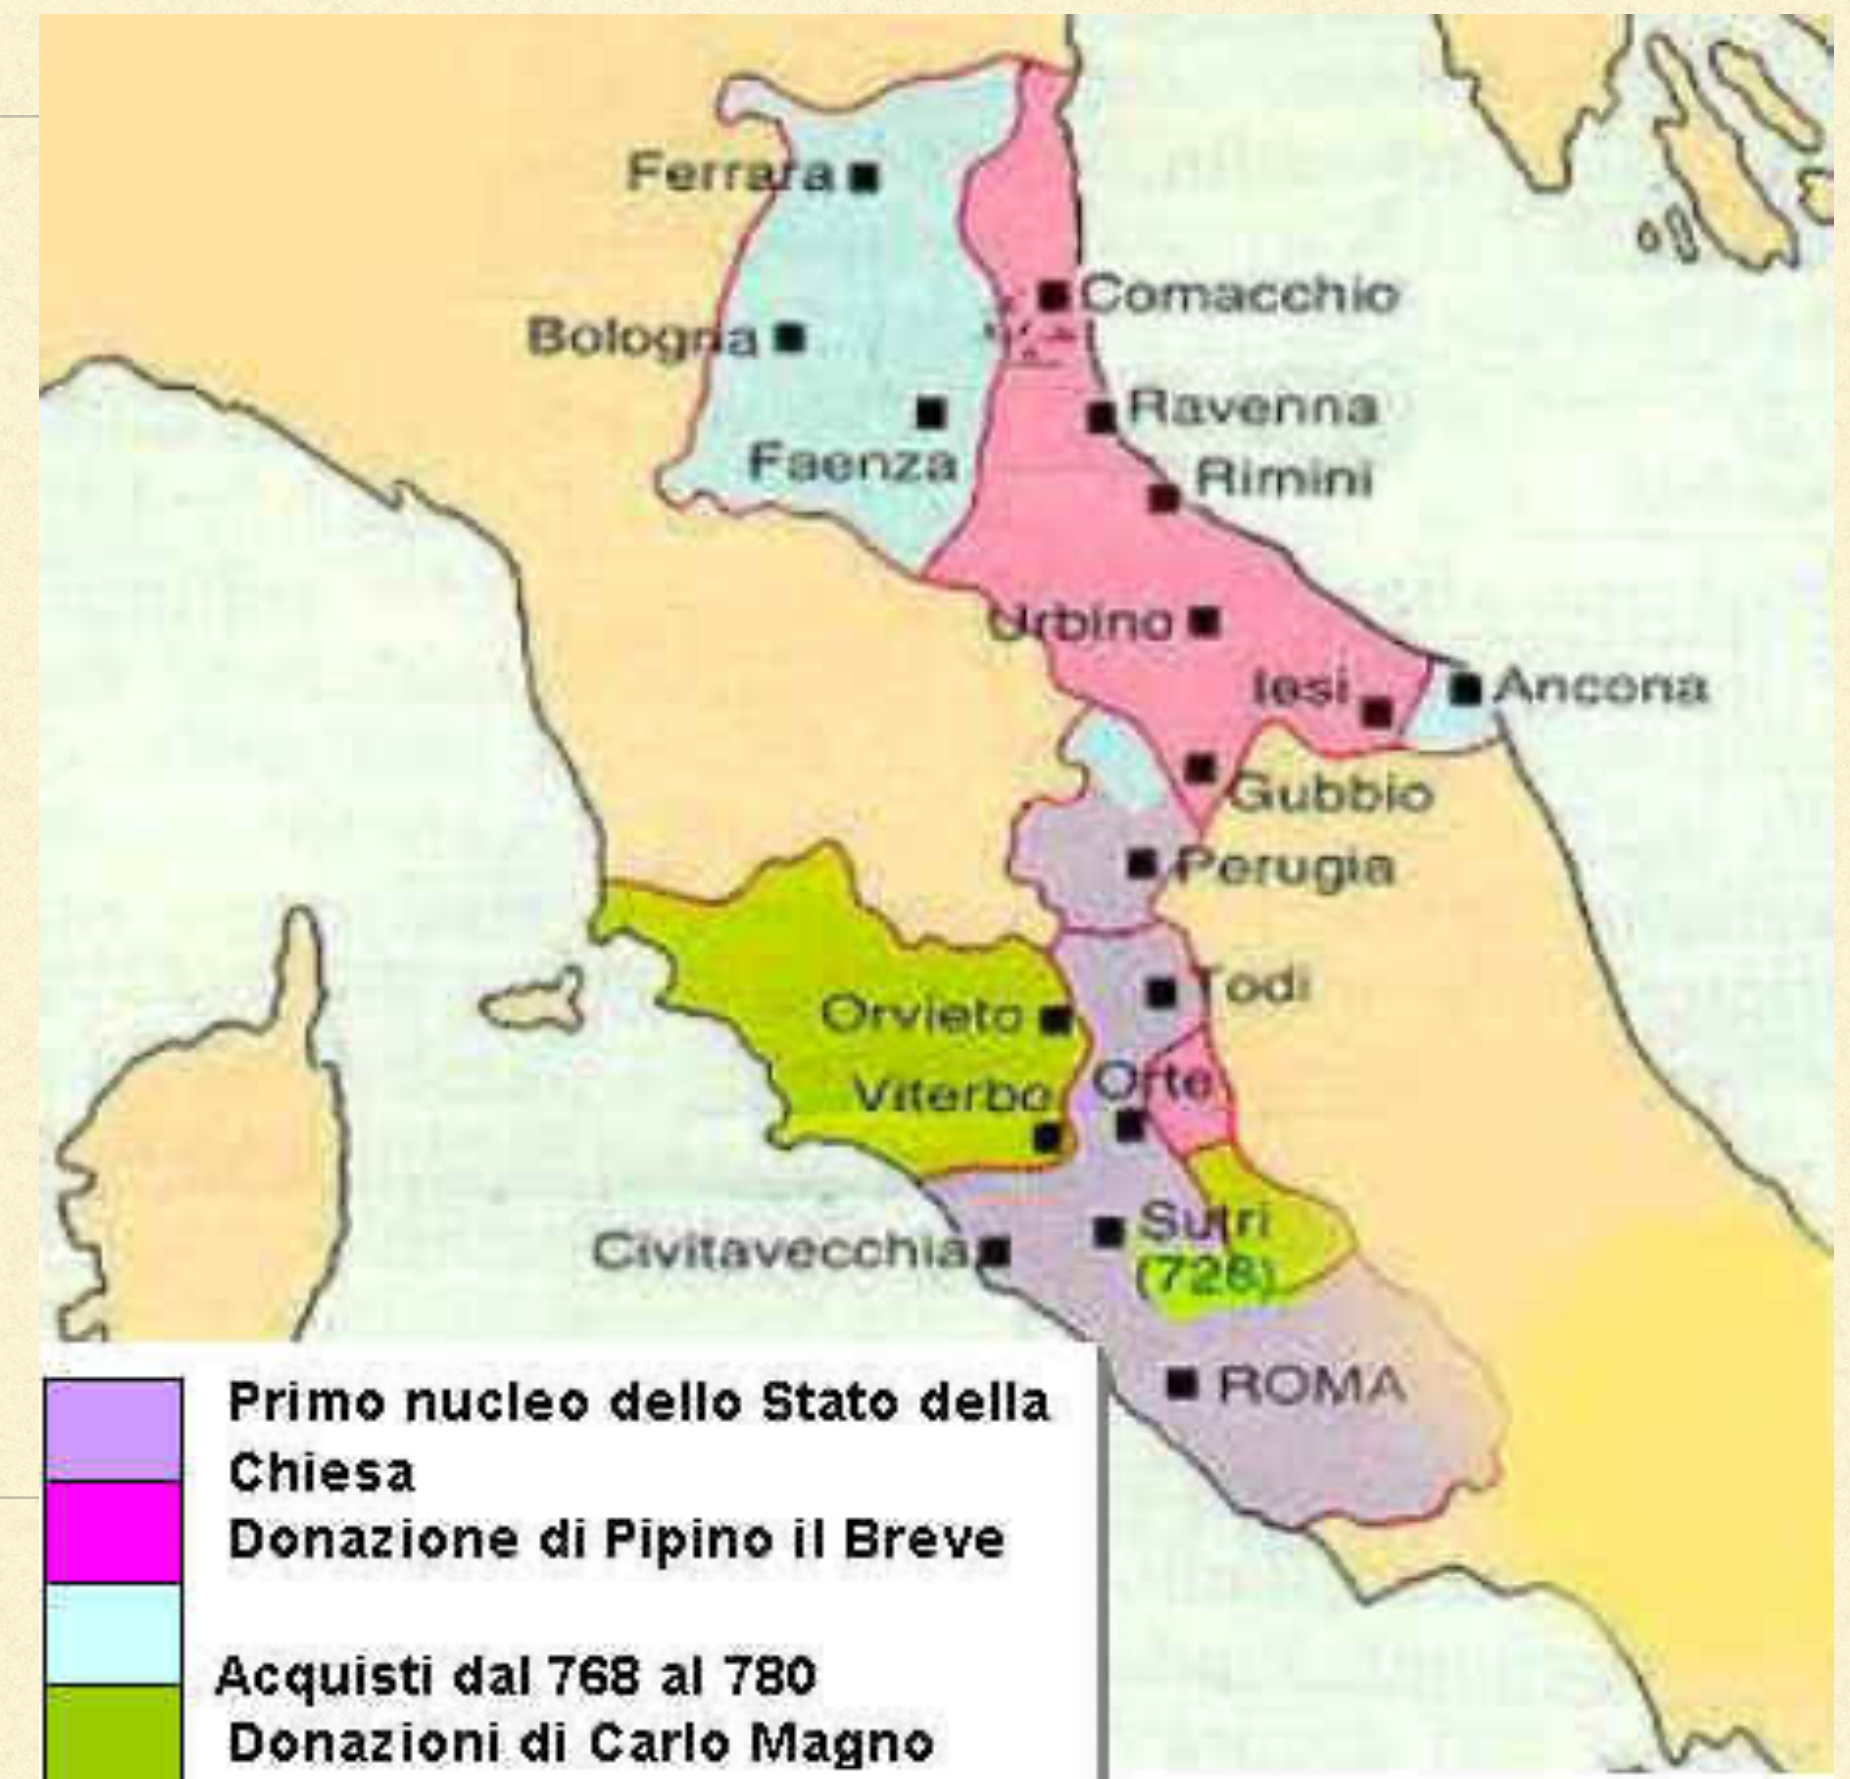 Ferrara
Comacchio
Bologna
Ravenna
Faenza
Rimini
Urbino
Iesi
Ancona
Gubbio
Perugia
Todi
Orvieto
Orte
Viterbo
Sutri
(728)
Civitavecchia
ROMA
Primo nucleo dello Stato della
Chiesa
Donazione di Pipino il Breve
Acquisti dal 768 al 780
Donazioni di Carlo Magno